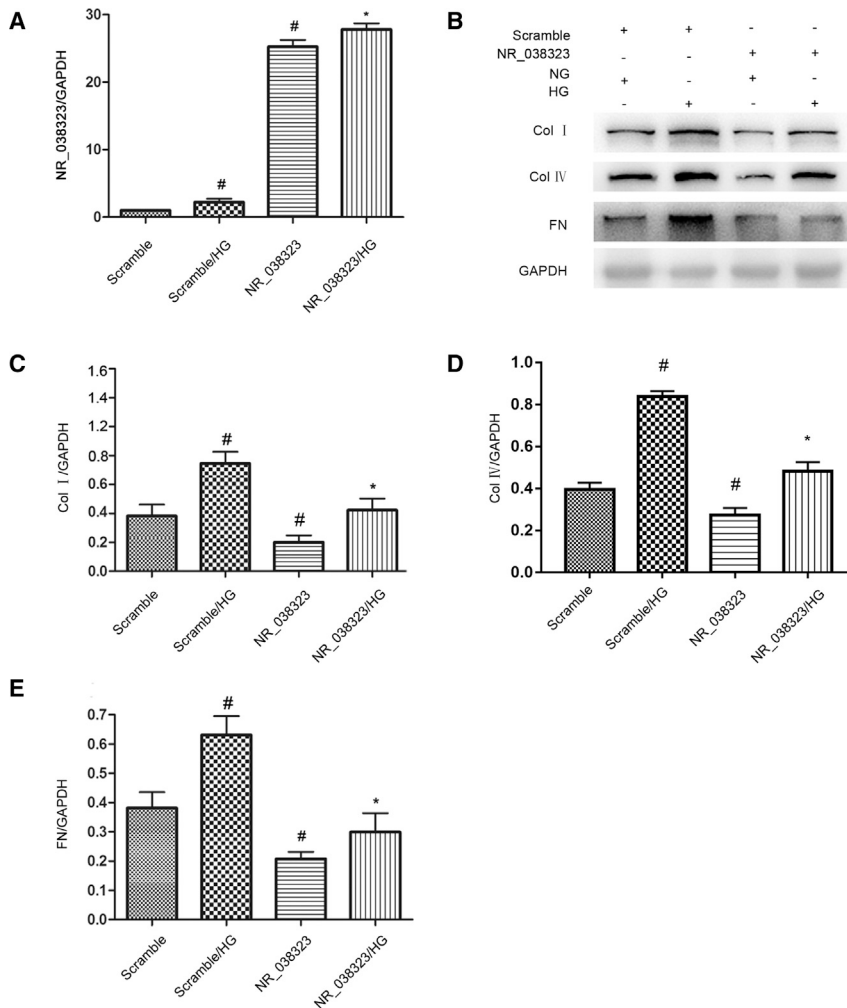 A
NR_038323/GAPDH
30
20
10
0
#
#
*
Scramble
Scramble/HG
NR_038323
NR_038323/HG
B
Scramble + + - -
NR_038323 - - + +
NG + - + -
HG - + - +
Col Ⅰ
Col Ⅳ
FN
GAPDH
C
Col Ⅰ/GAPDH
1.6
1.4
1.0
0.8
0.6
0.4
0.2
0.0
#
#
*
Scramble
Scramble/HG
NR_038323
NR_038323/HG
D
Col Ⅳ/GAPDH
1.0
0.8
0.6
0.4
0.2
0.0
#
#
*
Scramble
Scramble/HG
NR_038323
NR_038323/HG
E
FN/GAPDH
0.7
0.6
0.5
0.4
0.3
0.2
0.1
0.0
#
#
*
Scramble
Scramble/HG
NR_038323
NR_038323/HG